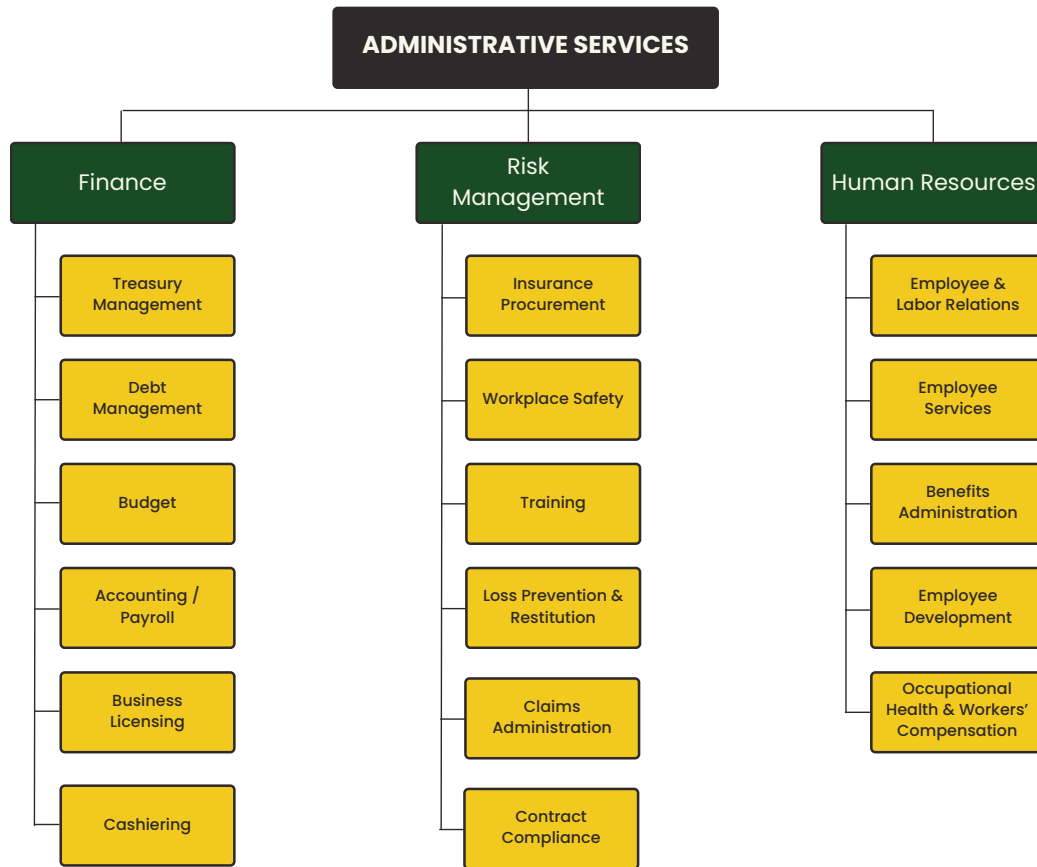 ADMINISTRATIVE SERVICES
Finance
Treasury
Management
Debt
Management
Budget
Accounting /
Payroll
Business
Licensing
Cashiering
Risk
Management
Insurance
Procurement
Workplace Safety
Training
Loss Prevention &
Restitution
Claims
Administration
Contract
Compliance
Human Resources
Employee &
Labor Relations
Employee
Services
Benefits
Administration
Employee
Development
Occupational
Health & Workers’
Compensation